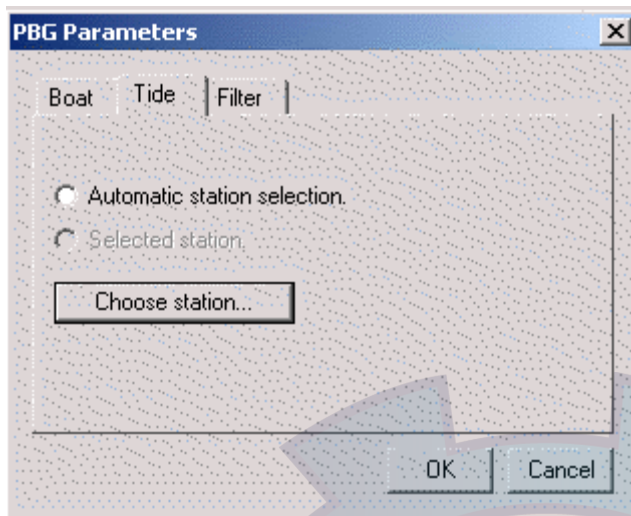 PBG Parameters
Boat Tide Filter
Automatic station selection.
Selected station.
Choose station...
OK Cancel